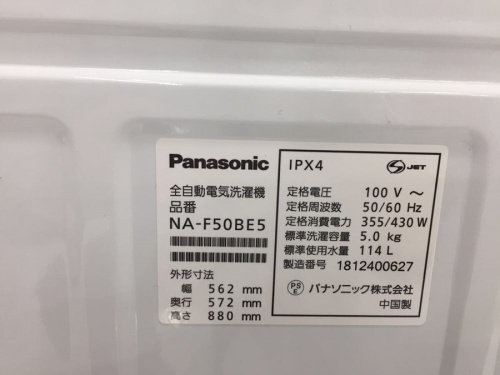 Panasonic
全自動電気洗濯機
品番
NA-F50BE5
外形寸法
幅 562 mm
奥行 572 mm
高さ 880 mm
IPX4 S JET
定格電圧 100 V ～
定格周波数 50/60 Hz
定格消費電力 355/430 W
標準洗濯容量 5.0 kg
標準使用水量 114 L
製造番号 1812400627
PS E パナソニック株式会社
中国製